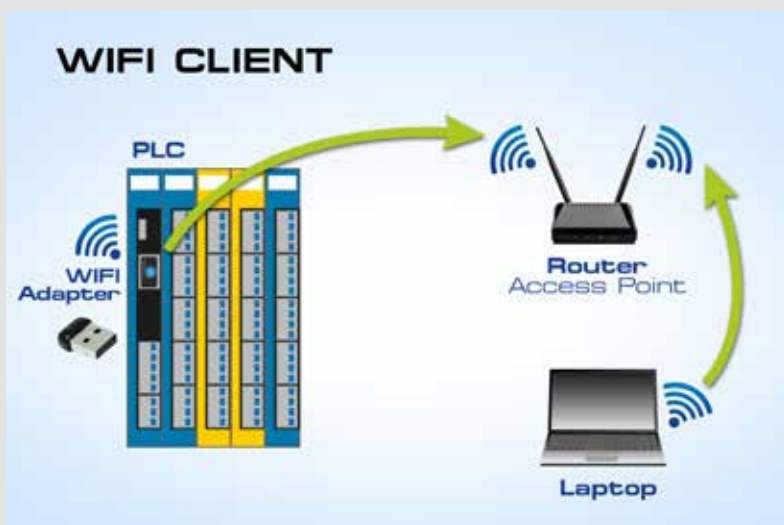 WIFI CLIENT
PLC
WIFI
Adapter
Router
Access Point
Laptop